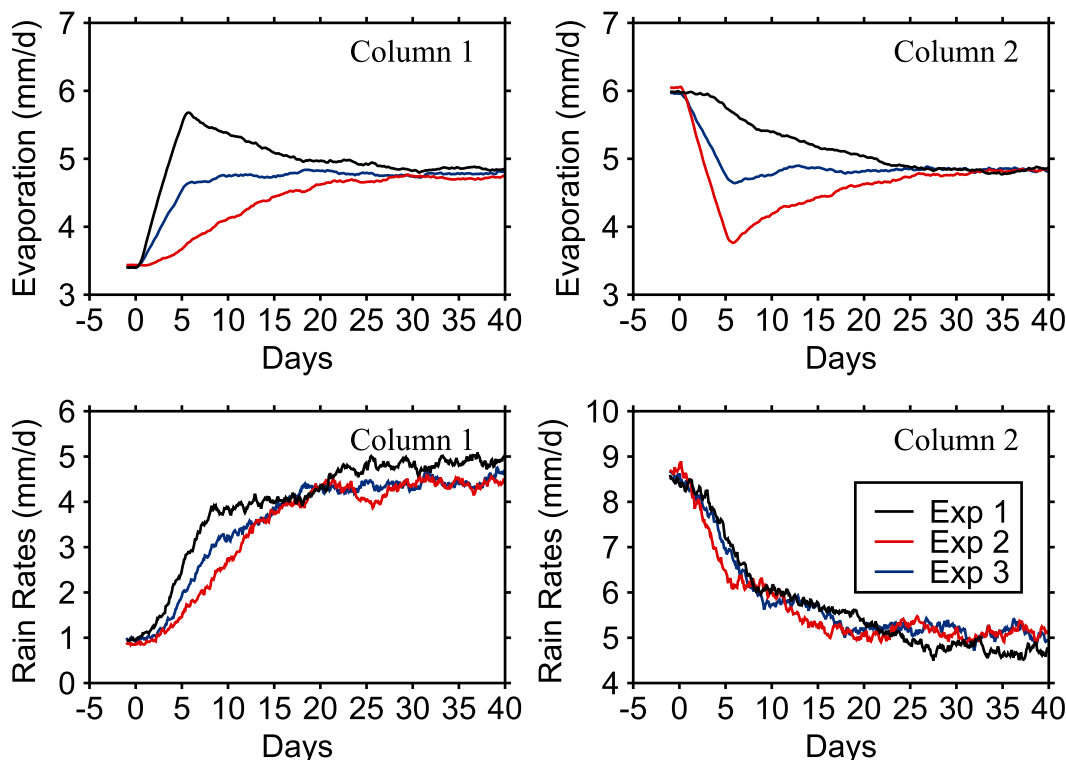 Evaporation (mm/d)
7
6
5
4
3
Column 1
-5 0 5 10 15 20 25 30 35 40
Days
Evaporation (mm/d)
7
6
5
4
3
Column 2
-5 0 5 10 15 20 25 30 35 40
Days
Rain Rates (mm/d)
6
5
4
3
2
1
0
Column 1
-5 0 5 10 15 20 25 30 35 40
Days
Rain Rates (mm/d)
10
9
8
7
6
5
4
Column 2
Exp 1
Exp 2
Exp 3
-5 0 5 10 15 20 25 30 35 40
Days